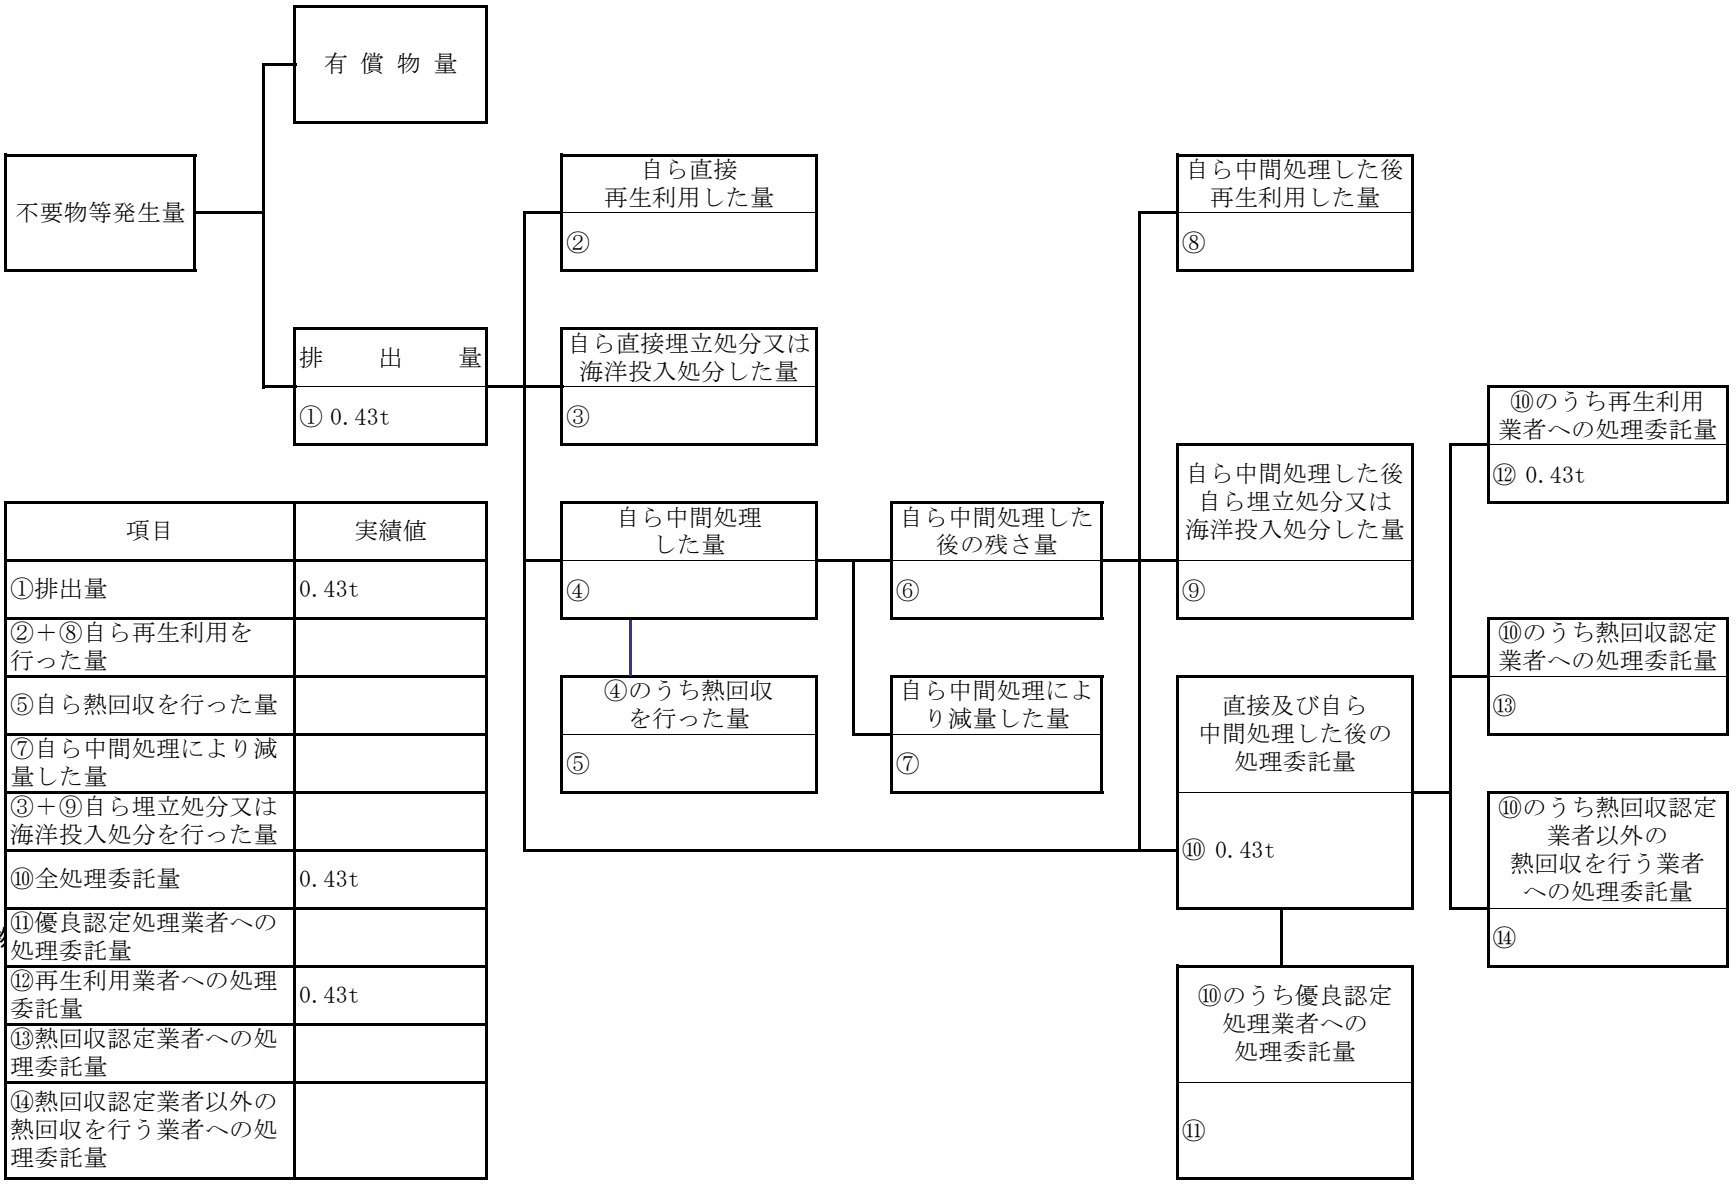 有 償 物 量
不要物等発生量
自ら直接
再生利用した量
②
自ら中間処理した後
再生利用した量
⑧
排 出 量
① 0.43t
自ら直接埋立処分又は
海洋投入処分した量
③
⑩のうち再生利用
業者への処理委託量
⑫ 0.43t
自ら中間処理した後
自ら埋立処分又は
海洋投入処分した量
⑨
自ら中間処理
した量
④
自ら中間処理した
後の残さ量
⑥
⑩のうち熱回収認定
業者への処理委託量
⑬
④のうち熱回収
を行った量
⑤
自ら中間処理によ
り減量した量
⑦
直接及び自ら
中間処理した後の
処理委託量
⑩ 0.43t
⑩のうち熱回収認定
業者以外の
熱回収を行う業者
への処理委託量
⑭
⑩のうち優良認定
処理業者への
処理委託量
⑪
項目 実績値
①排出量 0.43t
②＋⑧自ら再生利用を
行った量
⑤自ら熱回収を行った量
⑦自ら中間処理により減
量した量
③＋⑨自ら埋立処分又は
海洋投入処分を行った量
⑩全処理委託量 0.43t
⑪優良認定処理業者への
処理委託量
⑫再生利用業者への処理
委託量 0.43t
⑬熱回収認定業者への処
理委託量
⑭熱回収認定業者以外の
熱回収を行う業者への処
理委託量